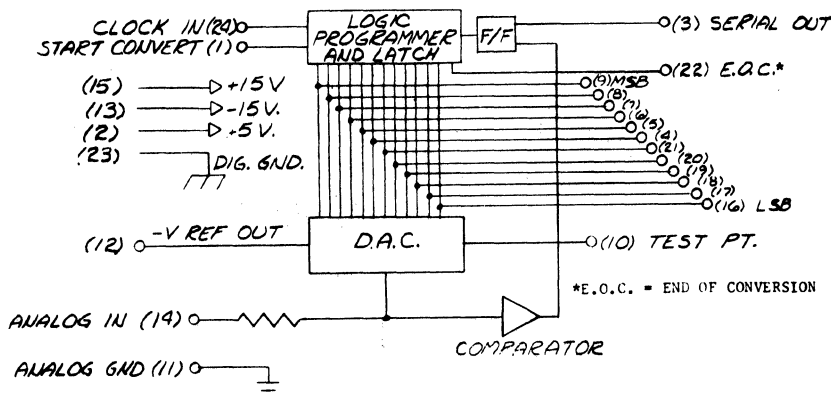 CLOCK IN (24)
START CONVERT (1)
LOGIC
PROGRAMMER
AND LATCH
F/F
(3) SERIAL OUT
(22) E.O.C.*
(15) +15 V
(13) -15 V.
(2) +5 V.
(23)
DIG. GND.
(9) MSB
(8)
(7)
(6)
(5)
(4)
(21)
(20)
(19)
(18)
(17)
(16) LSB
(12) -V REF OUT
D.A.C.
(10) TEST PT.
*E.O.C. = END OF CONVERSION
ANALOG IN (14)
COMPARATOR
ANALOG GND (11)